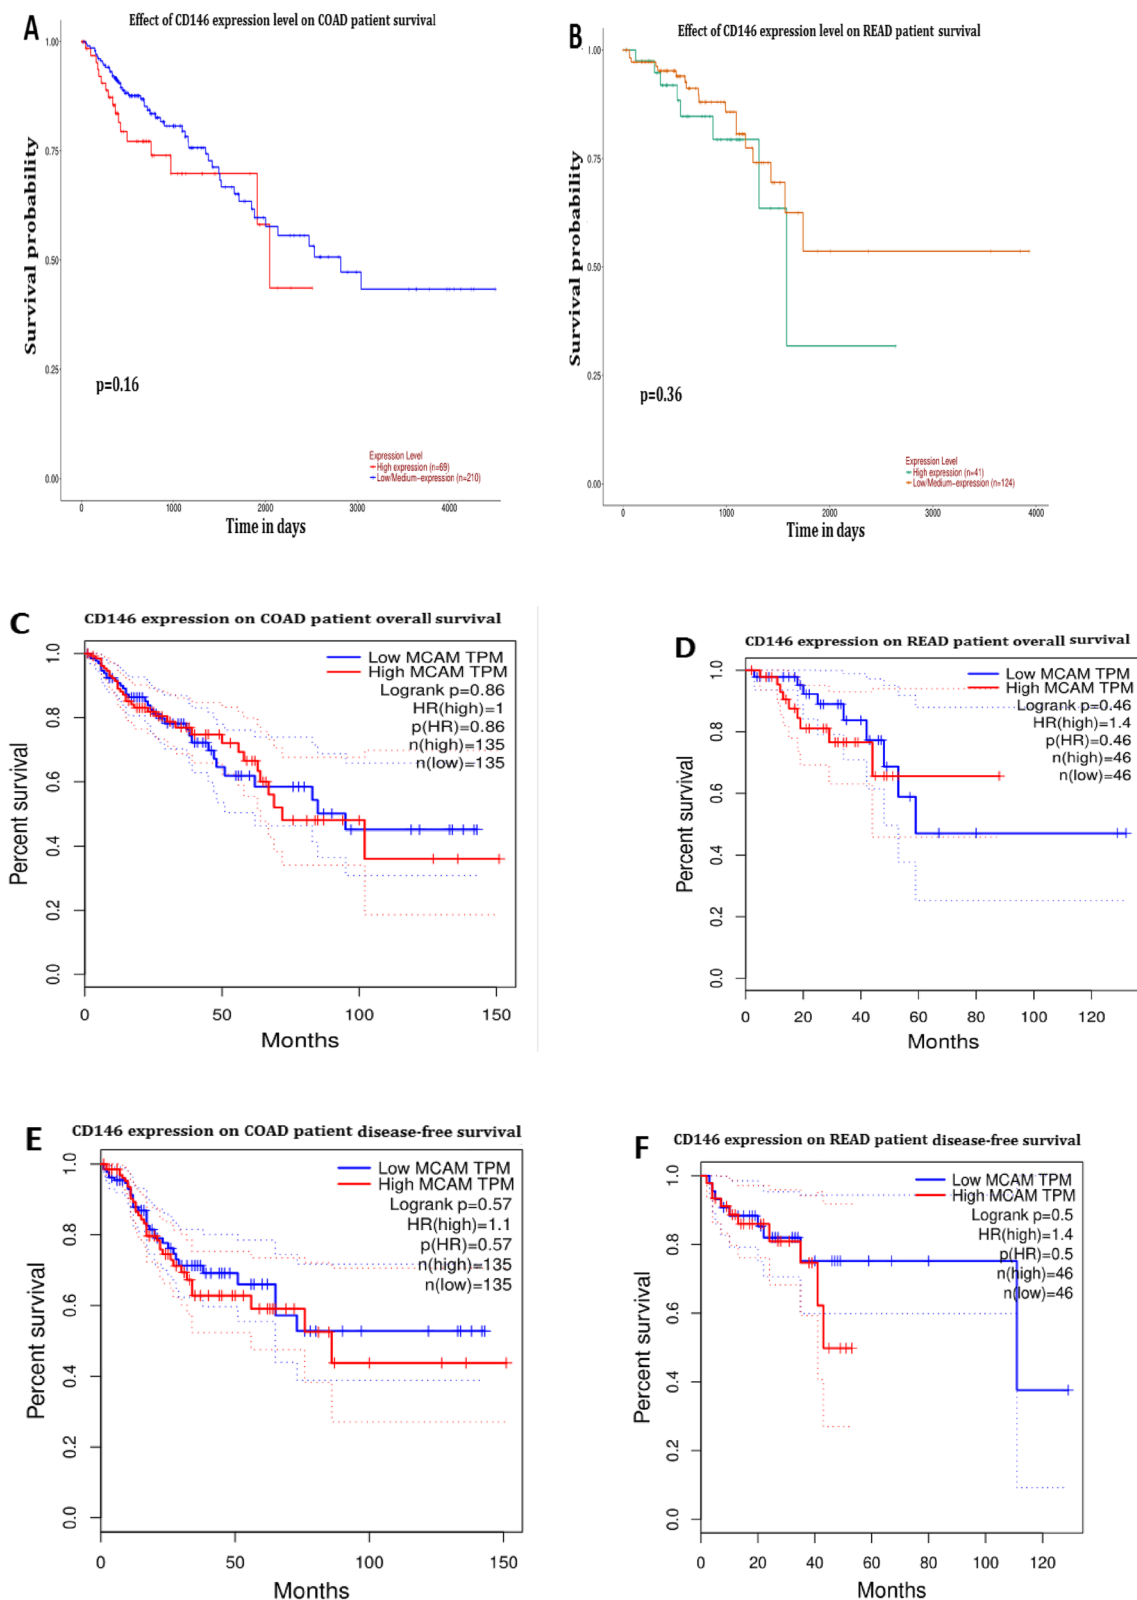 A
Effect of CD146 expression level on COAD patient survival
1.00
0.75
0.50
0.25
0.00
Survival probability
p=0.16
Expression Level
High expression (n=69)
Low/Medium-expression (n=210)
0 1000 2000 3000 4000
Time in days
B
Effect of CD146 expression level on READ patient survival
1.00
0.75
0.50
0.25
0.00
Survival probability
p=0.36
Expression Level
High expression (n=41)
Low/Medium-expression (n=124)
0 1000 2000 3000 4000
Time in days
C
CD146 expression on COAD patient overall survival
Low MCAM TPM
High MCAM TPM
Logrank p=0.86
HR(high)=1
p(HR)=0.86
n(high)=135
n(low)=135
1.0
0.8
0.6
0.4
0.2
0.0
Percent survival
0 50 100 150
Months
D
CD146 expression on READ patient overall survival
Low MCAM TPM
High MCAM TPM
Logrank p=0.46
HR(high)=1.4
p(HR)=0.46
n(high)=46
n(low)=46
1.0
0.8
0.6
0.4
0.2
0.0
Percent survival
0 20 40 60 80 100 120
Months
E
CD146 expression on COAD patient disease-free survival
Low MCAM TPM
High MCAM TPM
Logrank p=0.57
HR(high)=1.1
p(HR)=0.57
n(high)=135
n(low)=135
1.0
0.8
0.6
0.4
0.2
0.0
Percent survival
0 50 100 150
Months
F
CD146 expression on READ patient disease-free survival
Low MCAM TPM
High MCAM TPM
Logrank p=0.5
HR(high)=1.4
p(HR)=0.5
n(high)=46
n(low)=46
1.0
0.8
0.6
0.4
0.2
0.0
Percent survival
0 20 40 60 80 100 120
Months